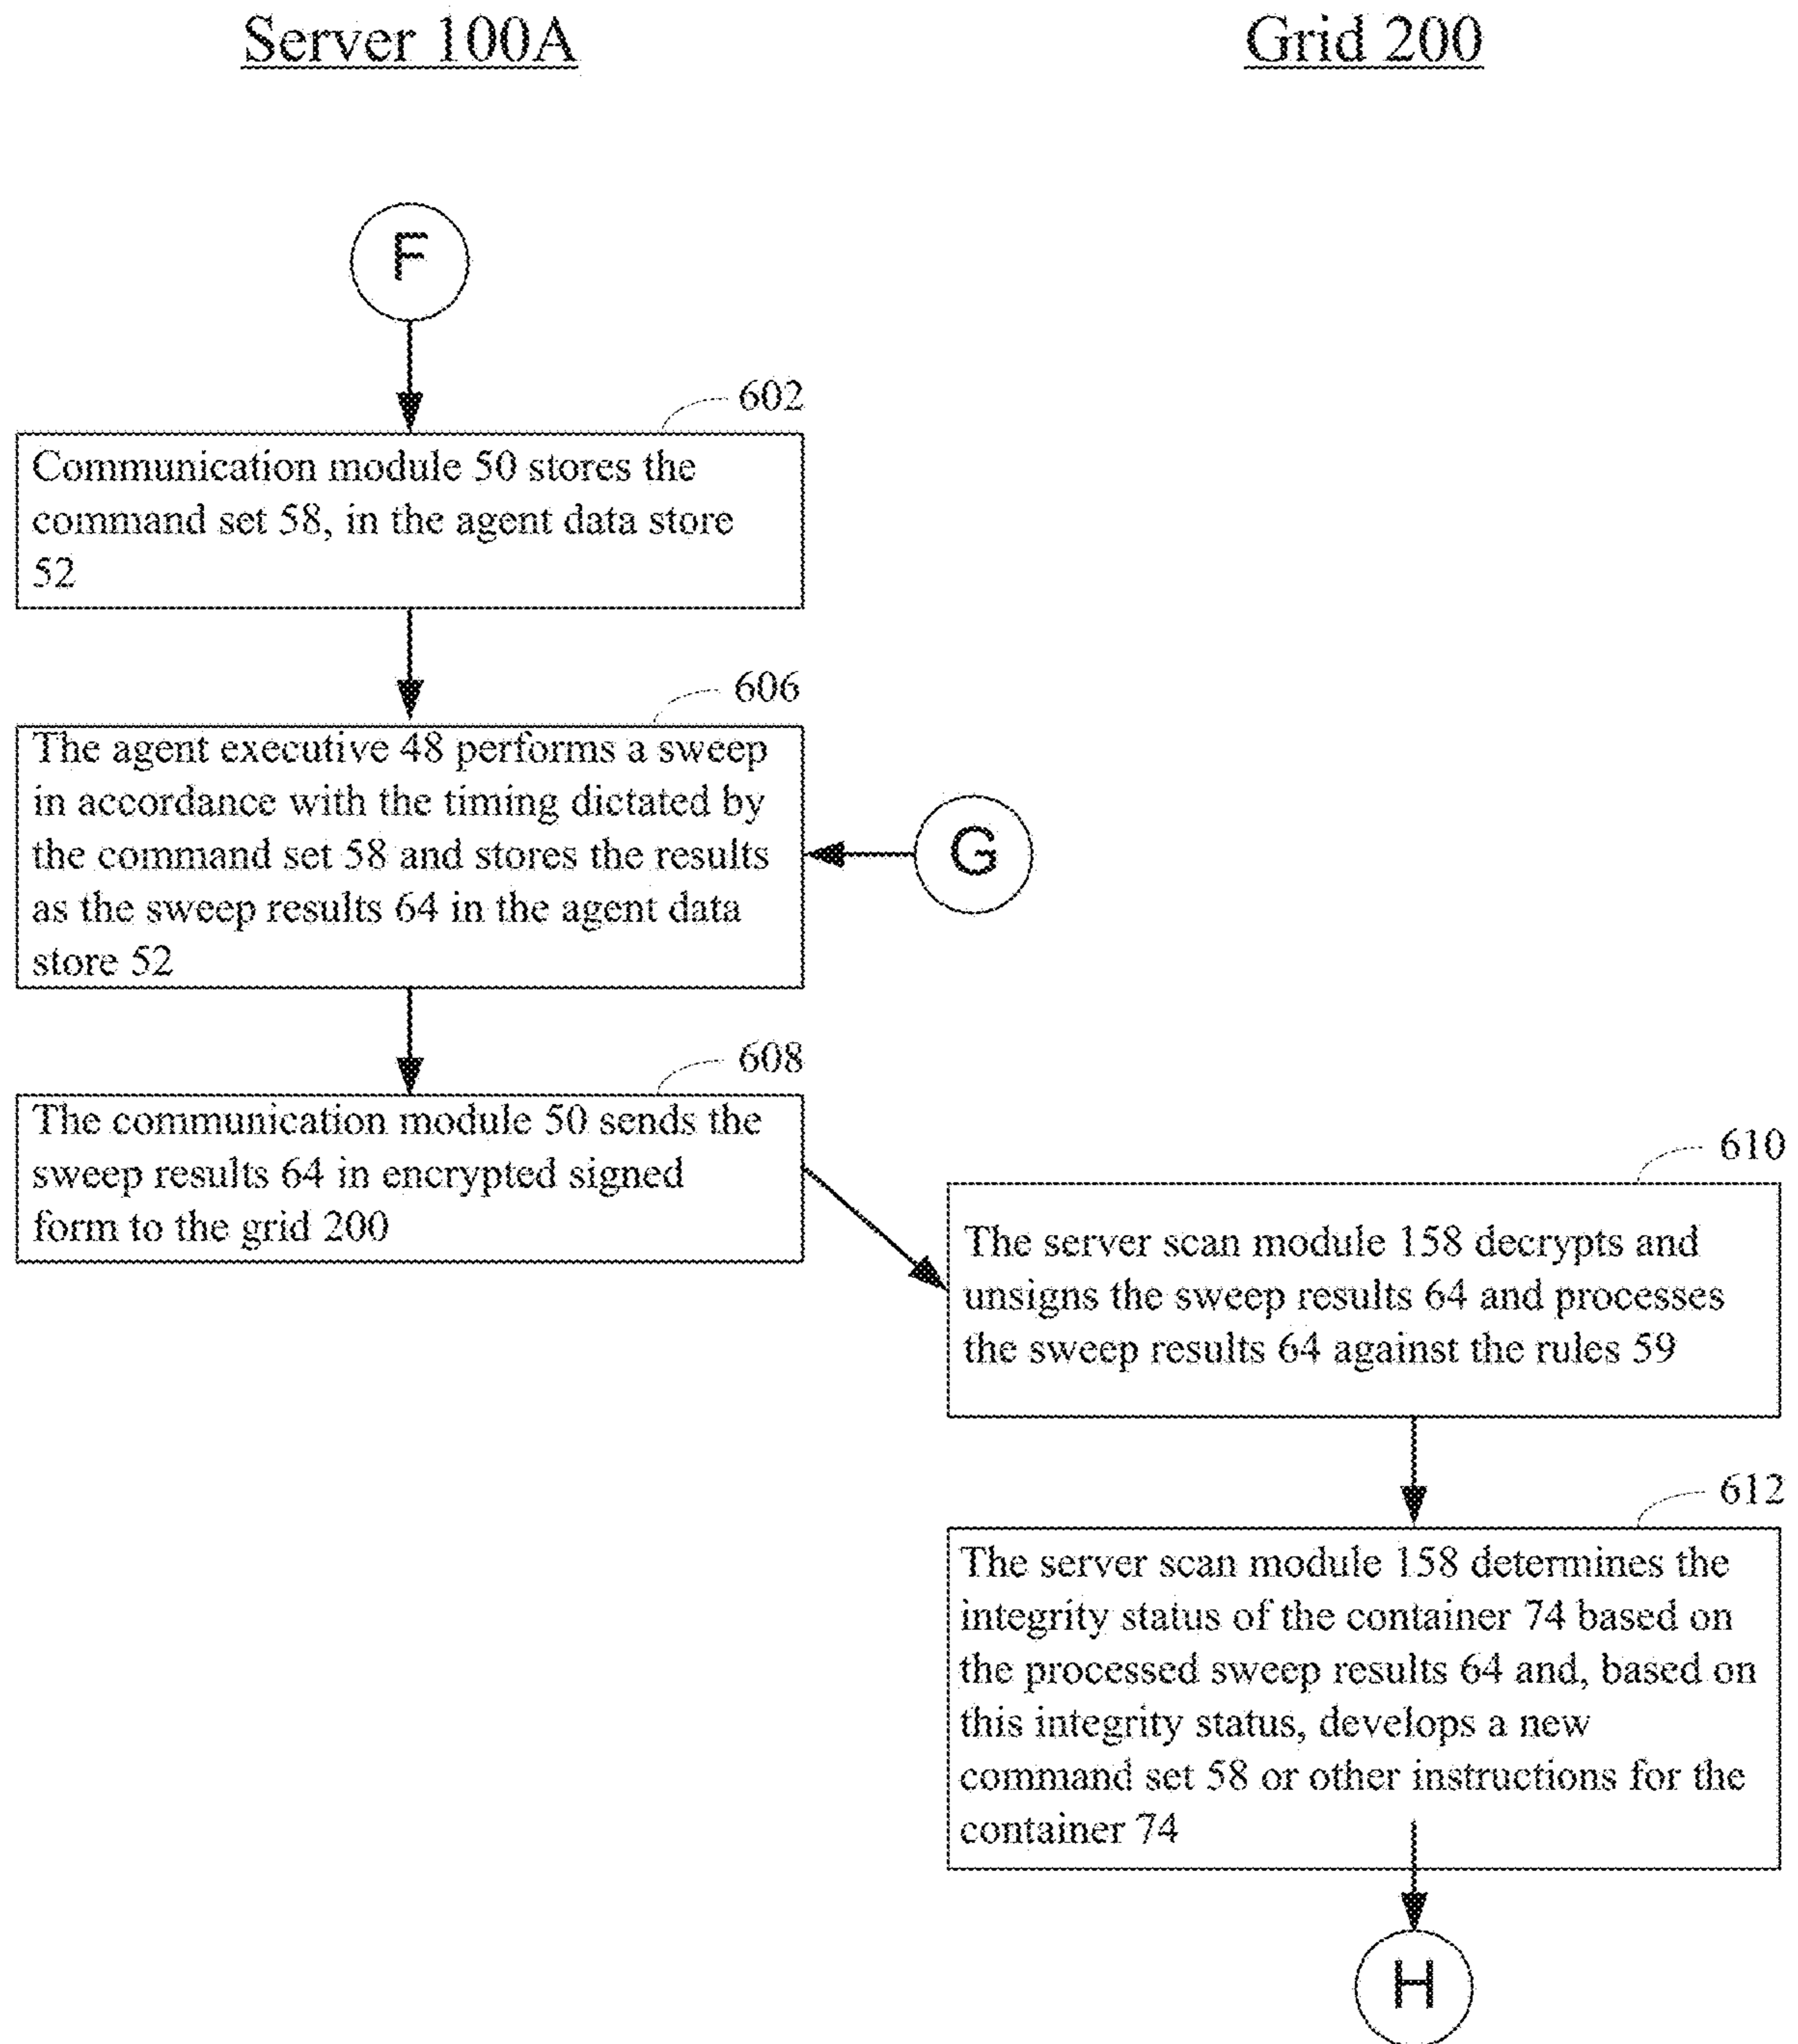 Server 100A
Grid 200
F
602
Communication module 50 stores the
command set 58, in the agent data store
52
606
The agent executive 48 performs a sweep
in accordance with the timing dictated by
the command set 58 and stores the results
as the sweep results 64 in the agent data
store 52
G
608
The communication module 50 sends the
sweep results 64 in encrypted signed
form to the grid 200
610
The server scan module 158 decrypts and
unsigns the sweep results 64 and processes
the sweep results 64 against the rules 59
612
The server scan module 158 determines the
integrity status of the container 74 based on
the processed sweep results 64 and, based on
this integrity status, develops a new
command set 58 or other instructions for the
container 74
H